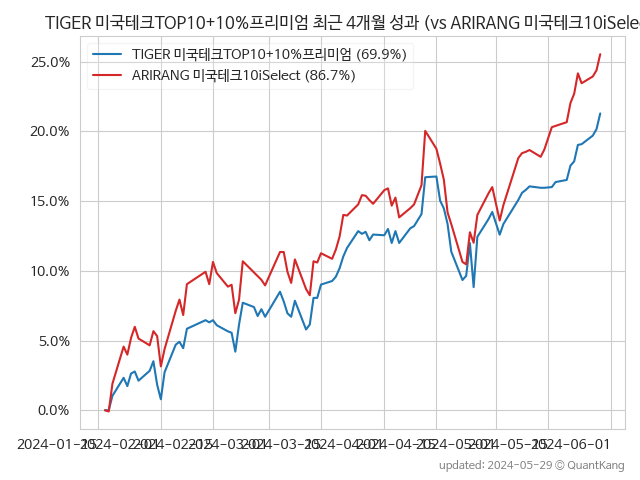 TIGER 미국테크TOP10+10%프리미엄 최근 4개월 성과 (vs ARIRANG 미국테크10iSele
TIGER 미국테크TOP10+10%프리미엄 (69.9%)
ARIRANG 미국테크10iSelect (86.7%)
25.0%
20.0%
15.0%
10.0%
5.0%
0.0%
2024-01-15 2024-02-01 2024-02-15 2024-03-01 2024-03-15 2024-04-01 2024-04-15 2024-05-01 2024-05-15 2024-06-01
updated: 2024-05-29 © QuantKang